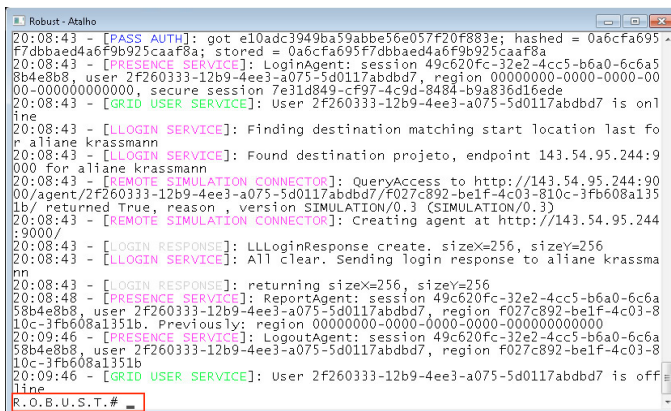 Robust - Atalho
20:08:43 - [PASS AUTH]: got e10adc3949ba59abbe56e057f20f883e; hashed = 0a6cfa695
f7dbbaed4a6f9b925caaf8a; stored = 0a6cfa695f7dbbaed4a6f9b925caaf8a
20:08:43 - [PRESENCE SERVICE]: LoginAgent: session 49c620fc-32e2-4cc5-b6a0-6c6a5
8b4e8b8, user 2f260333-12b9-4ee3-a075-5d0117abdbd7, region 00000000-0000-0000-00
00-000000000000, secure session 7e31d849-cf97-4c9d-8484-b9a836d16ede
20:08:43 - [GRID USER SERVICE]: User 2f260333-12b9-4ee3-a075-5d0117abdbd7 is onl
ine
20:08:43 - [LLOGIN SERVICE]: Finding destination matching start location last fo
r aliane krassmann
20:08:43 - [LLOGIN SERVICE]: Found destination projeto, endpoint 143.54.95.244:9
000 for aliane krassmann
20:08:43 - [REMOTE SIMULATION CONNECTOR]: QueryAccess to http://143.54.95.244:90
00/agent/2f260333-12b9-4ee3-a075-5d0117abdbd7/f027c892-be1f-4c03-810c-3fb608a135
1b/ returned True, reason , version SIMULATION/0.3 (SIMULATION/0.3)
20:08:43 - [REMOTE SIMULATION CONNECTOR]: Creating agent at http://143.54.95.244
:9000/
20:08:43 - [LOGIN RESPONSE]: LLLoginResponse create. sizeX=256, sizeY=256
20:08:43 - [LLOGIN SERVICE]: All clear. Sending login response to aliane krassma
nn
20:08:43 - [LOGIN RESPONSE]: returning sizeX=256, sizeY=256
20:08:48 - [PRESENCE SERVICE]: ReportAgent: session 49c620fc-32e2-4cc5-b6a0-6c6a
58b4e8b8, user 2f260333-12b9-4ee3-a075-5d0117abdbd7, region f027c892-be1f-4c03-8
10c-3fb608a1351b. Previously: region 00000000-0000-0000-0000-000000000000
20:09:46 - [PRESENCE SERVICE]: LogoutAgent: session 49c620fc-32e2-4cc5-b6a0-6c6a
58b4e8b8, user 2f260333-12b9-4ee3-a075-5d0117abdbd7, region f027c892-be1f-4c03-8
10c-3fb608a1351b
20:09:46 - [GRID USER SERVICE]: User 2f260333-12b9-4ee3-a075-5d0117abdbd7 is off
line
R.O.B.U.S.T.# _